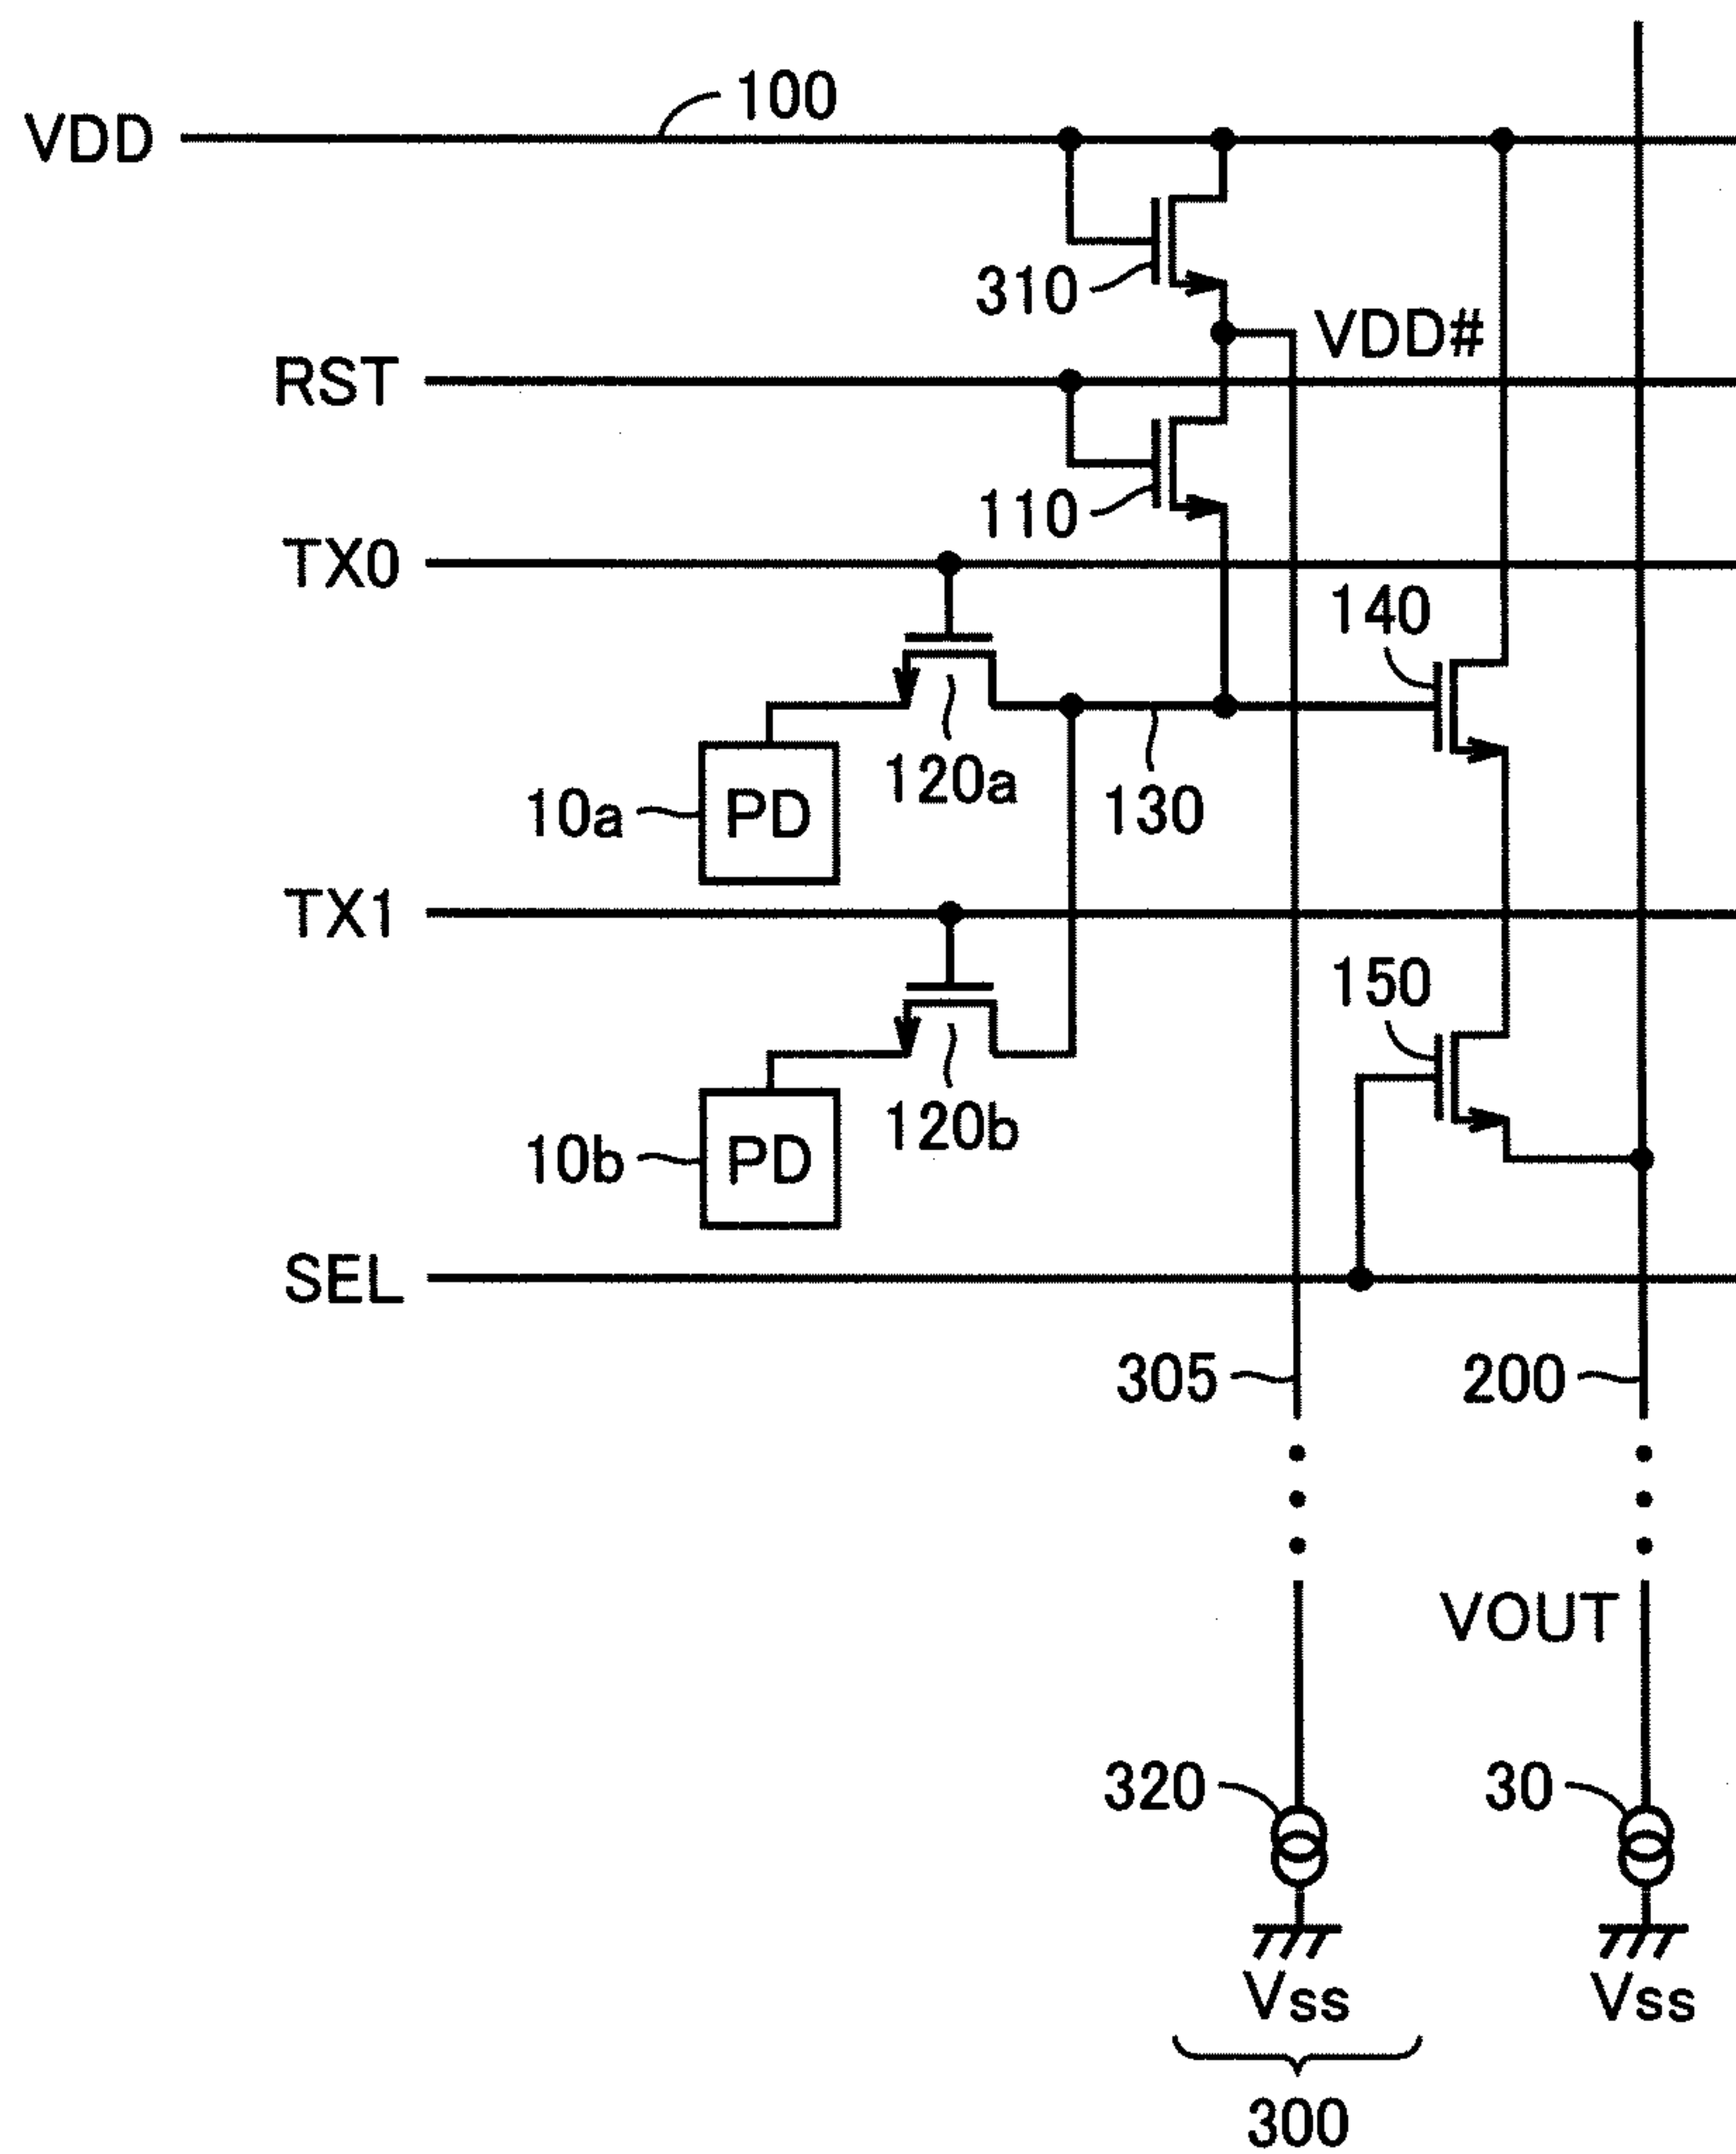 100
VDD
310
VDD#
RST
110
TX0
140
120a
130
10a
PD
TX1
150
120b
10b
PD
SEL
305
200
VOUT
320
30
Vss
Vss
300